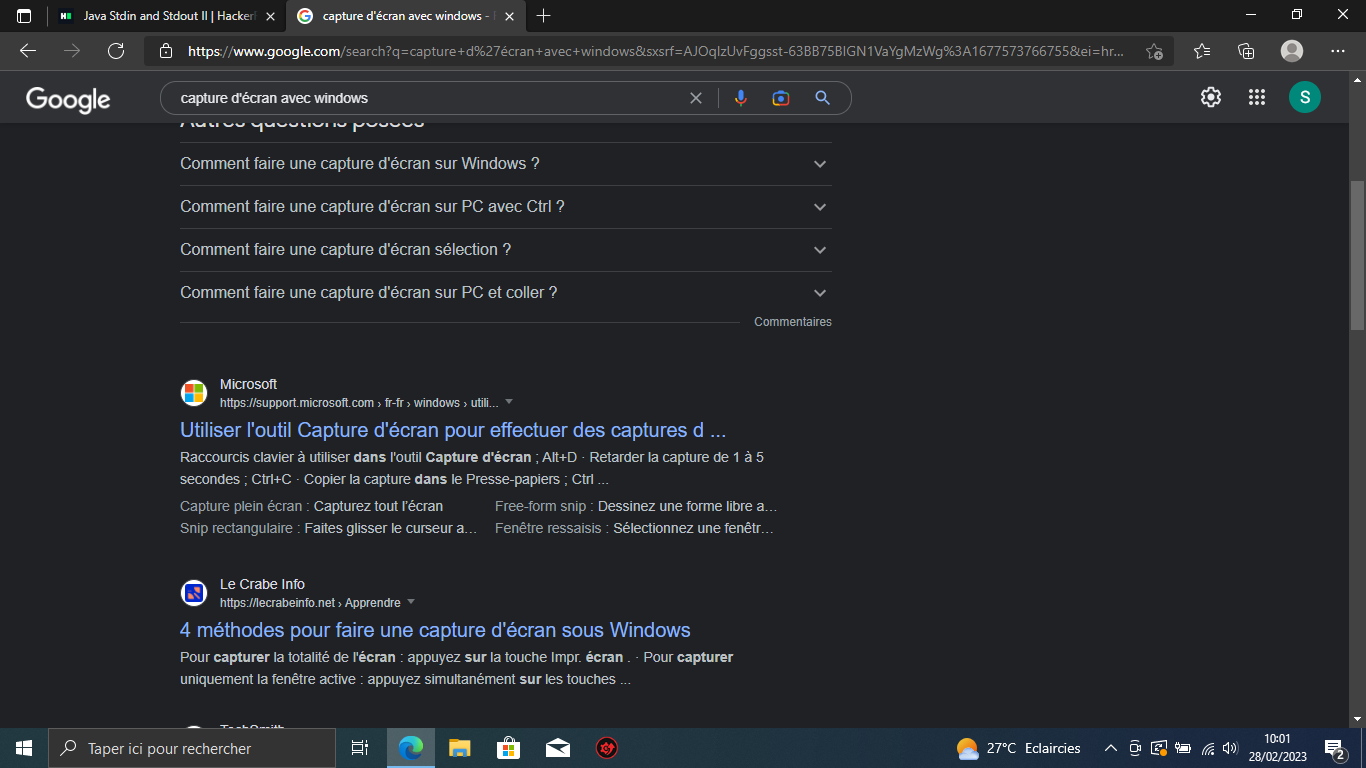 Java Stdin and Stdout II | Hacker
capture d'écran avec windows -
https://www.google.com/search?q=capture+d%27écran+avec+windows&sxsrf=AJOqlzUvFggsst-63BB75BIGN1VaYgMzWg%3A1677573766755&ei=hr...
Google
capture d'écran avec windows
S
Autres questions posées
Comment faire une capture d'écran sur Windows ?
Comment faire une capture d'écran sur PC avec Ctrl ?
Comment faire une capture d'écran sélection ?
Comment faire une capture d'écran sur PC et coller ?
Commentaires
Microsoft
https://support.microsoft.com › fr-fr › windows › utili...
Utiliser l'outil Capture d'écran pour effectuer des captures d ...
Raccourcis clavier à utiliser dans l'outil Capture d'écran ; Alt+D · Retarder la capture de 1 à 5
secondes ; Ctrl+C · Copier la capture dans le Presse-papiers ; Ctrl ...
Capture plein écran : Capturez tout l'écran
Free-form snip : Dessinez une forme libre a...
Snip rectangulaire : Faites glisser le curseur a...
Fenêtre ressaisis : Sélectionnez une fenêtr...
Le Crabe Info
https://lecrabeinfo.net › Apprendre
4 méthodes pour faire une capture d'écran sous Windows
Pour capturer la totalité de l'écran : appuyez sur la touche Impr. écran . · Pour capturer
uniquement la fenêtre active : appuyez simultanément sur les touches ...
TechSmith
Taper ici pour rechercher
27°C Eclaircies
10:01
28/02/2023
2